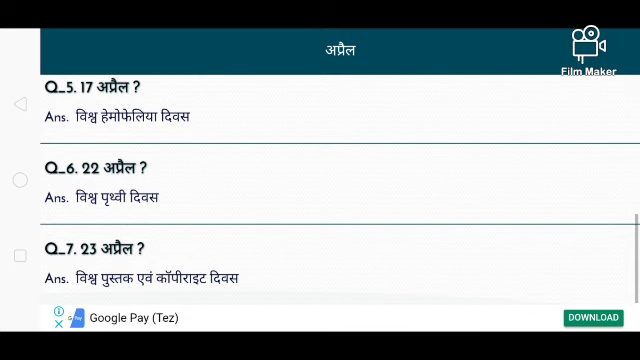 अप्रैल
Film Maker
Q_5. 17 अप्रैल ?
Ans. विश्व हेमोफेलिया दिवस
Q_6. 22 अप्रैल ?
Ans. विश्व पृथ्वी दिवस
Q_7. 23 अप्रैल ?
Ans. विश्व पुस्तक एवं कॉपीराइट दिवस
Google Pay (Tez)
DOWNLOAD